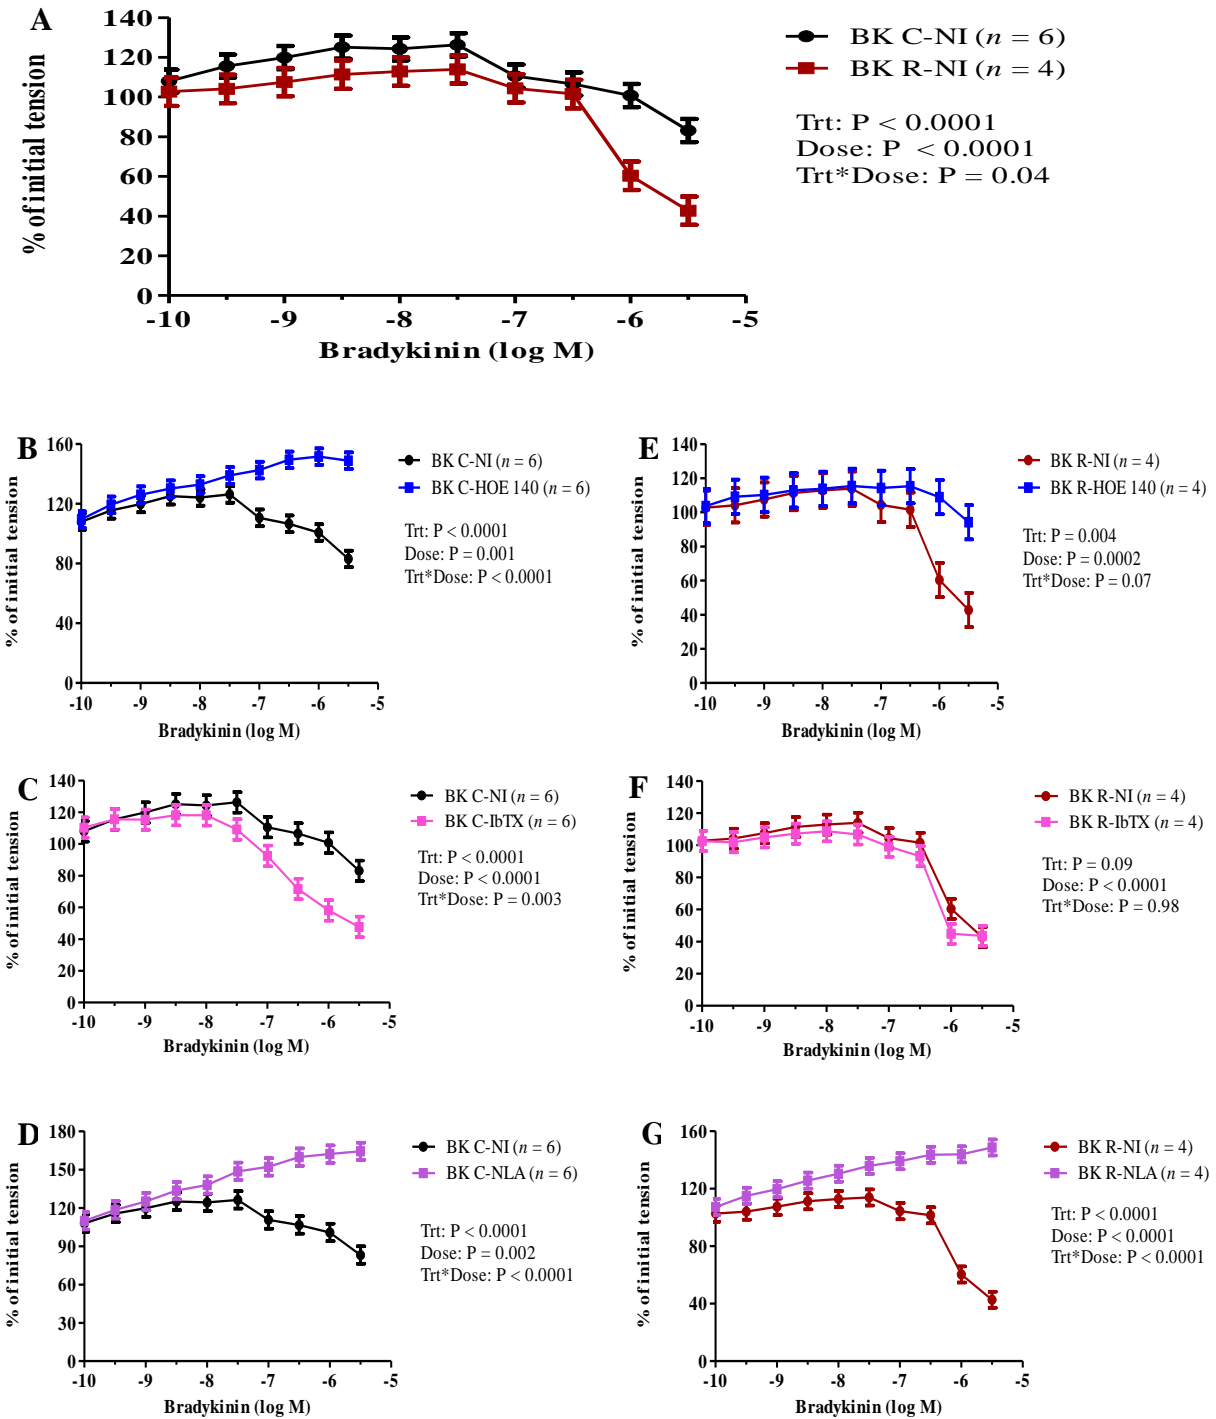 A
140
120
100
80
60
40
20
0
% of initial tension
-10 -9 -8 -7 -6 -5
Bradykinin (log M)
BK C-NI (n = 6)
BK R-NI (n = 4)
Trt: P < 0.0001
Dose: P < 0.0001
Trt*Dose: P = 0.04
B
160
120
80
40
0
% of initial tension
-10 -9 -8 -7 -6 -5
Bradykinin (log M)
BK C-NI (n = 6)
BK C-HOE 140 (n = 6)
Trt: P < 0.0001
Dose: P = 0.001
Trt*Dose: P < 0.0001
E
140
120
100
80
60
40
20
0
% of initial tension
-10 -9 -8 -7 -6 -5
Bradykinin (log M)
BK R-NI (n = 4)
BK R-HOE 140 (n = 4)
Trt: P = 0.004
Dose: P = 0.0002
Trt*Dose: P = 0.07
C
140
120
100
80
60
40
20
0
% of initial tension
-10 -9 -8 -7 -6 -5
Bradykinin (log M)
BK C-NI (n = 6)
BK C-IbTX (n = 6)
Trt: P < 0.0001
Dose: P < 0.0001
Trt*Dose: P = 0.003
F
140
120
100
80
60
40
20
0
% of initial tension
-10 -9 -8 -7 -6 -5
Bradykinin (log M)
BK R-NI (n = 4)
BK R-IbTX (n = 4)
Trt: P = 0.09
Dose: P < 0.0001
Trt*Dose: P = 0.98
D
180
150
120
90
60
30
0
% of initial tension
-10 -9 -8 -7 -6 -5
Bradykinin (log M)
BK C-NI (n = 6)
BK C-NLA (n = 6)
Trt: P < 0.0001
Dose: P = 0.002
Trt*Dose: P < 0.0001
G
160
120
80
40
0
% of initial tension
-10 -9 -8 -7 -6 -5
Bradykinin (log M)
BK R-NI (n = 4)
BK R-NLA (n = 4)
Trt: P < 0.0001
Dose: P < 0.0001
Trt*Dose: P < 0.0001